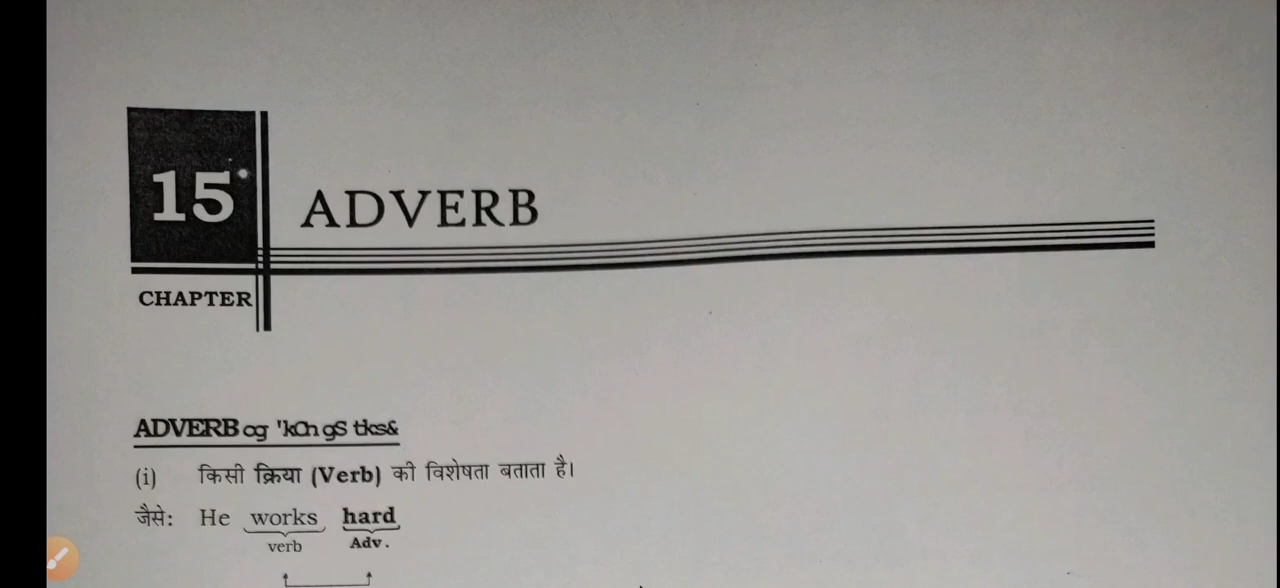 15
ADVERB
CHAPTER
ADVERB og 'kCn gS tks&
(i) किसी क्रिया (Verb) की विशेषता बताता है।
जैसे: He works hard
verb Adv.